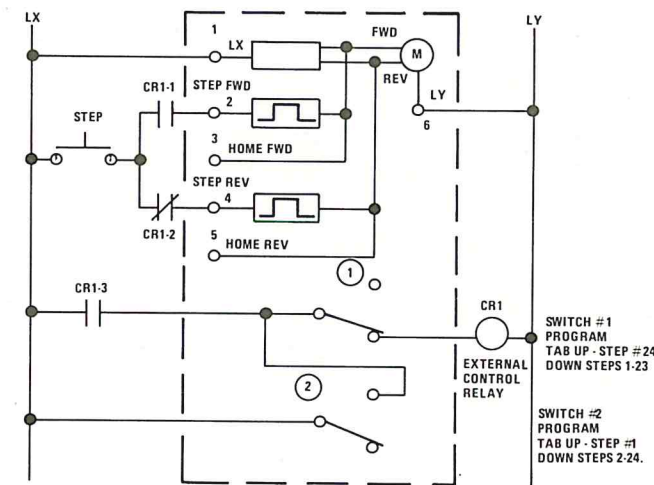 LX
LY
1
LX
FWD
M
REV
CR1-1
STEP FWD
2
LY
6
STEP
3
HOME FWD
STEP REV
4
CR1-2
5
HOME REV
1
CR1-3
CR1
EXTERNAL
CONTROL
RELAY
SWITCH #1
PROGRAM
TAB UP - STEP #24
DOWN STEPS 1-23
2
SWITCH #2
PROGRAM
TAB UP - STEP #1
DOWN STEPS 2-24.